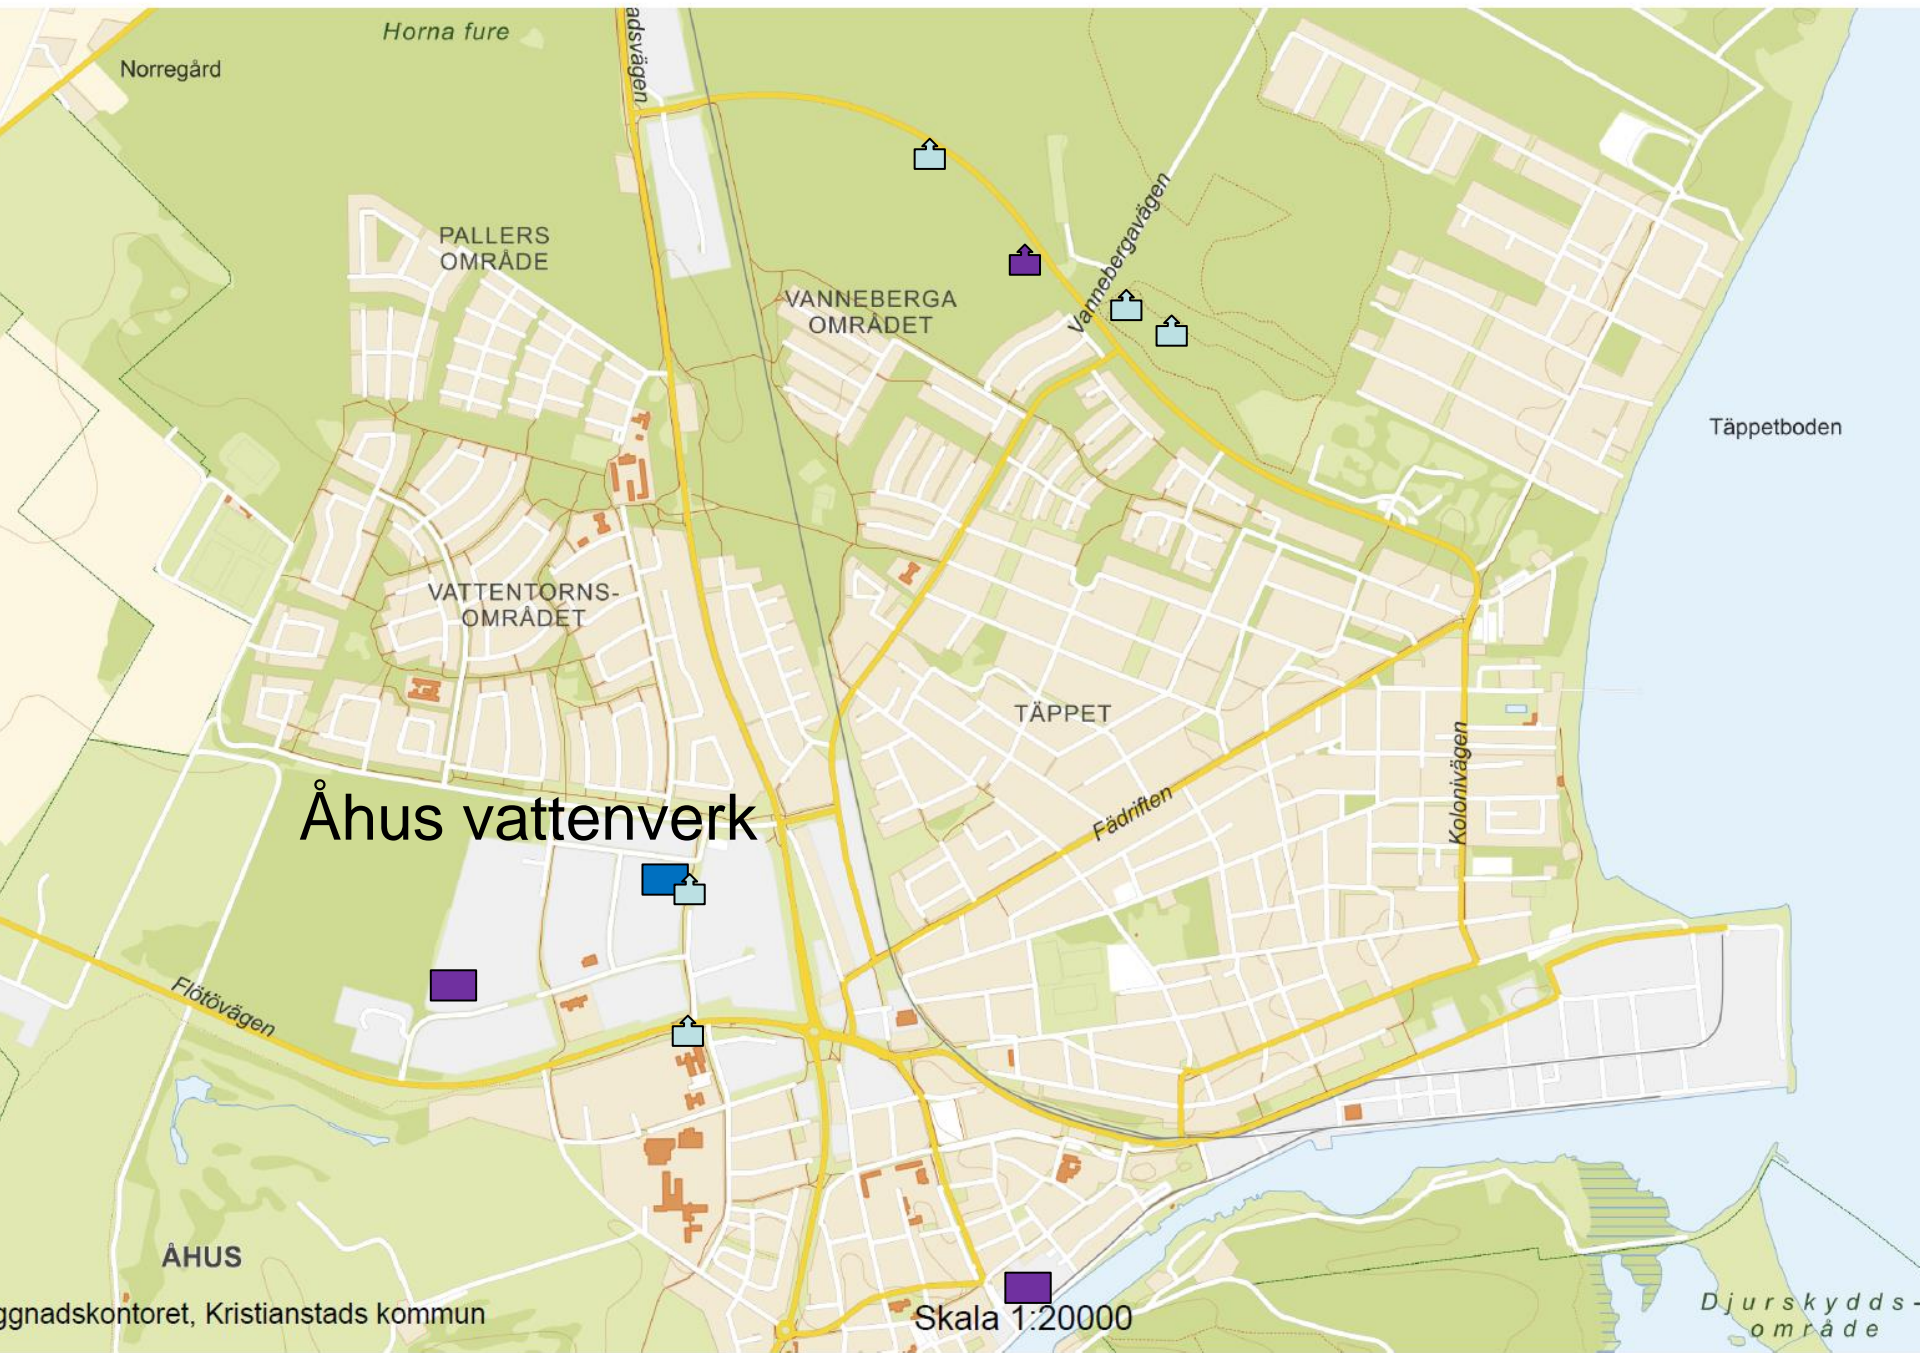 Horna fure
Norregård
adsvägen
PALLERS
OMRÅDE
Vannebergavägen
VANNEBERGA
OMRÅDET
Täppetboden
VATTENTORNS-
OMRÅDET
TÄPPET
Kolonivägen
Fädriften
Åhus vattenverk
Flötövägen
ÅHUS
ggnadskontoret, Kristianstads kommun
Skala 1:20000
Djurskydds-
område